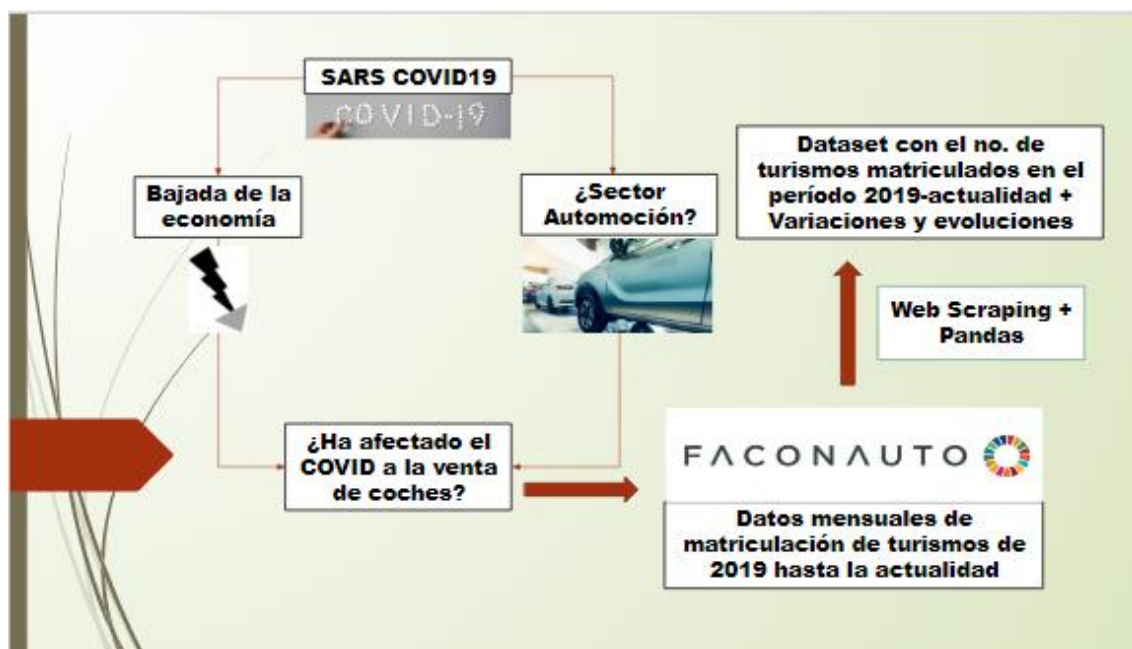 SARS COVID19
COVID-19
Bajada de la
economía
¿Sector
Automoción?
¿Ha afectado el
COVID a la venta
de coches?
Dataset con el no. de
turismos matriculados en el
período 2019-actualidad +
Variaciones y evoluciones
Web Scraping +
Pandas
FACONAUTO
Datos mensuales de
matriculación de turismos de
2019 hasta la actualidad